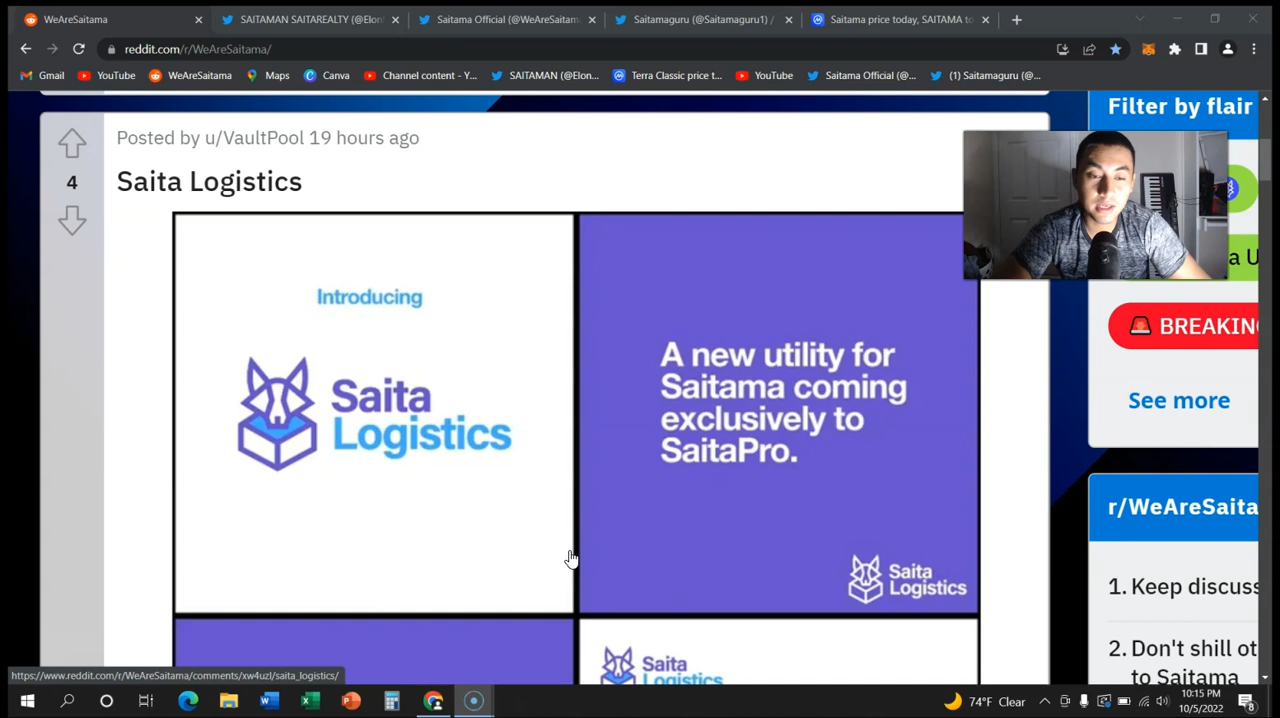 WeAreSaitama
SAITAMAN SAITAREALTY (@Elon
Saitama Official (@WeAreSaitam
Saitamaguru (@Saitamaguru1) /
Saitama price today, SAITAMA to
reddit.com/r/WeAreSaitama/
Gmail
YouTube
WeAreSaitama
Maps
Canva
Channel content - Y...
SAITAMAN (@Elon...
Terra Classic price t...
YouTube
Saitama Official (@...
(1) Saitamaguru (@...
Posted by u/VaultPool 19 hours ago
4
Saita Logistics
Introducing
Saita
Logistics
A new utility for
Saitama coming
exclusively to
SaitaPro.
Saita
Logistics
Saita
Logistics
Filter by flair
a U
BREAKING
See more
r/WeAreSaita
1. Keep discuss
2. Don't shill ot
to Saitama
https://www.reddit.com/r/WeAreSaitama/comments/xw4uzl/saita_logistics/
74°F Clear
10:15 PM
10/5/2022
8